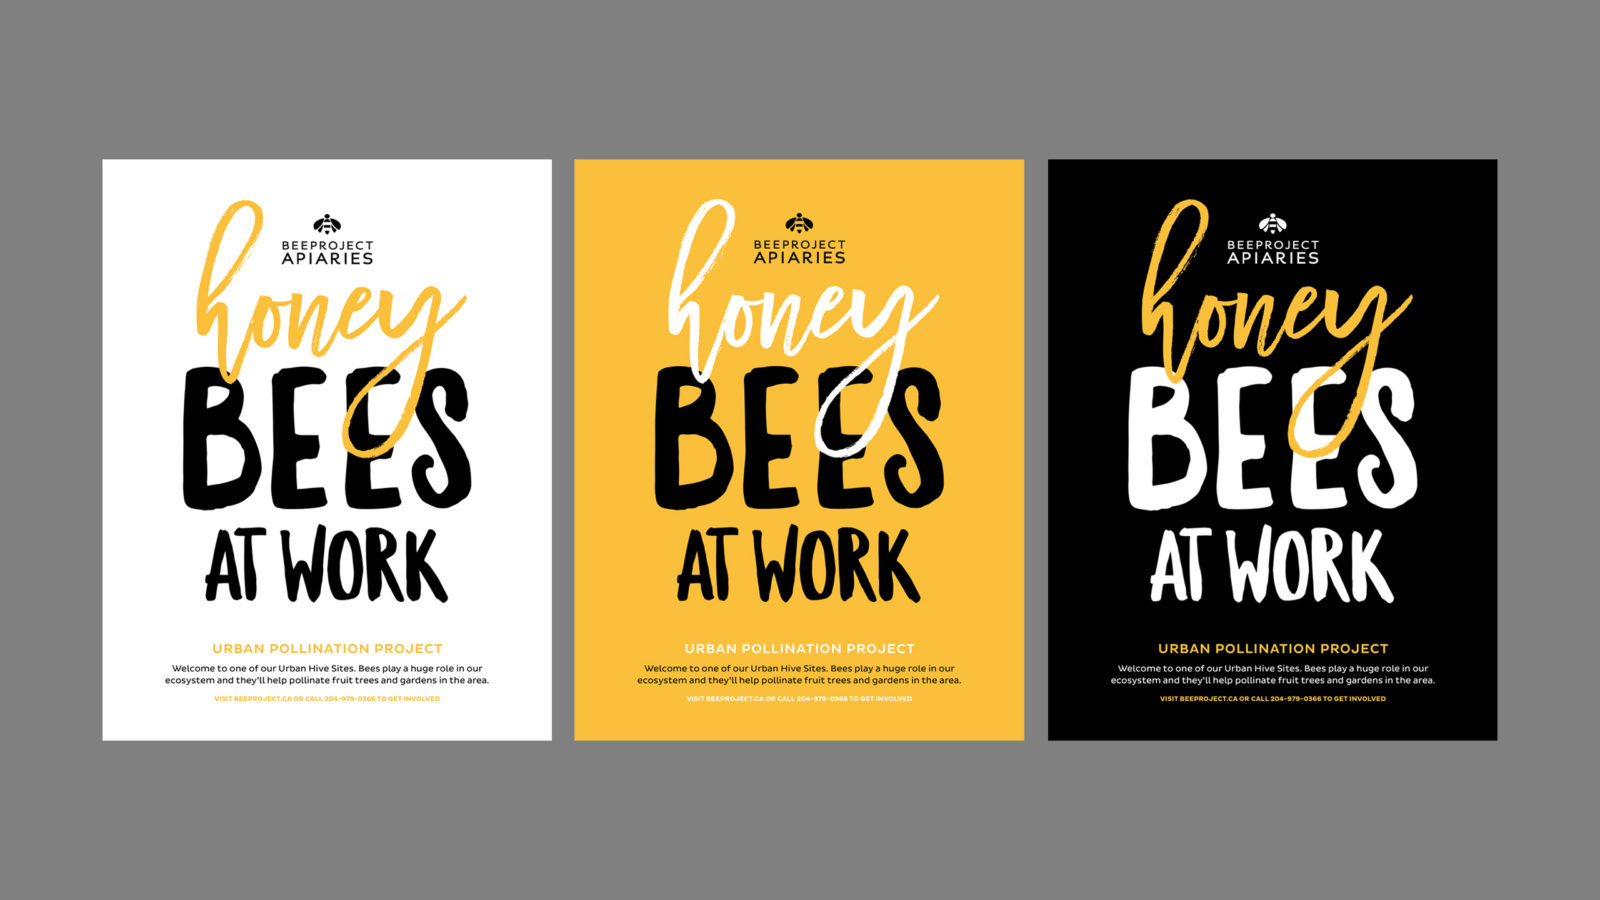 BEEPROJECT
APIARIES
honey
BEES
AT WORK
URBAN POLLINATION PROJECT
Welcome to one of our Urban Hive Sites. Bees play a huge role in our
ecosystem and they'll help pollinate fruit trees and gardens in the area.
VISIT BEEPROJECT.CA OR CALL 204-979-0366 TO GET INVOLVED
BEEPROJECT
APIARIES
honey
BEES
AT WORK
URBAN POLLINATION PROJECT
Welcome to one of our Urban Hive Sites. Bees play a huge role in our
ecosystem and they'll help pollinate fruit trees and gardens in the area.
VISIT BEEPROJECT.CA OR CALL 204-979-0366 TO GET INVOLVED
BEEPROJECT
APIARIES
honey
BEES
AT WORK
URBAN POLLINATION PROJECT
Welcome to one of our Urban Hive Sites. Bees play a huge role in our
ecosystem and they'll help pollinate fruit trees and gardens in the area.
VISIT BEEPROJECT.CA OR CALL 204-979-0366 TO GET INVOLVED